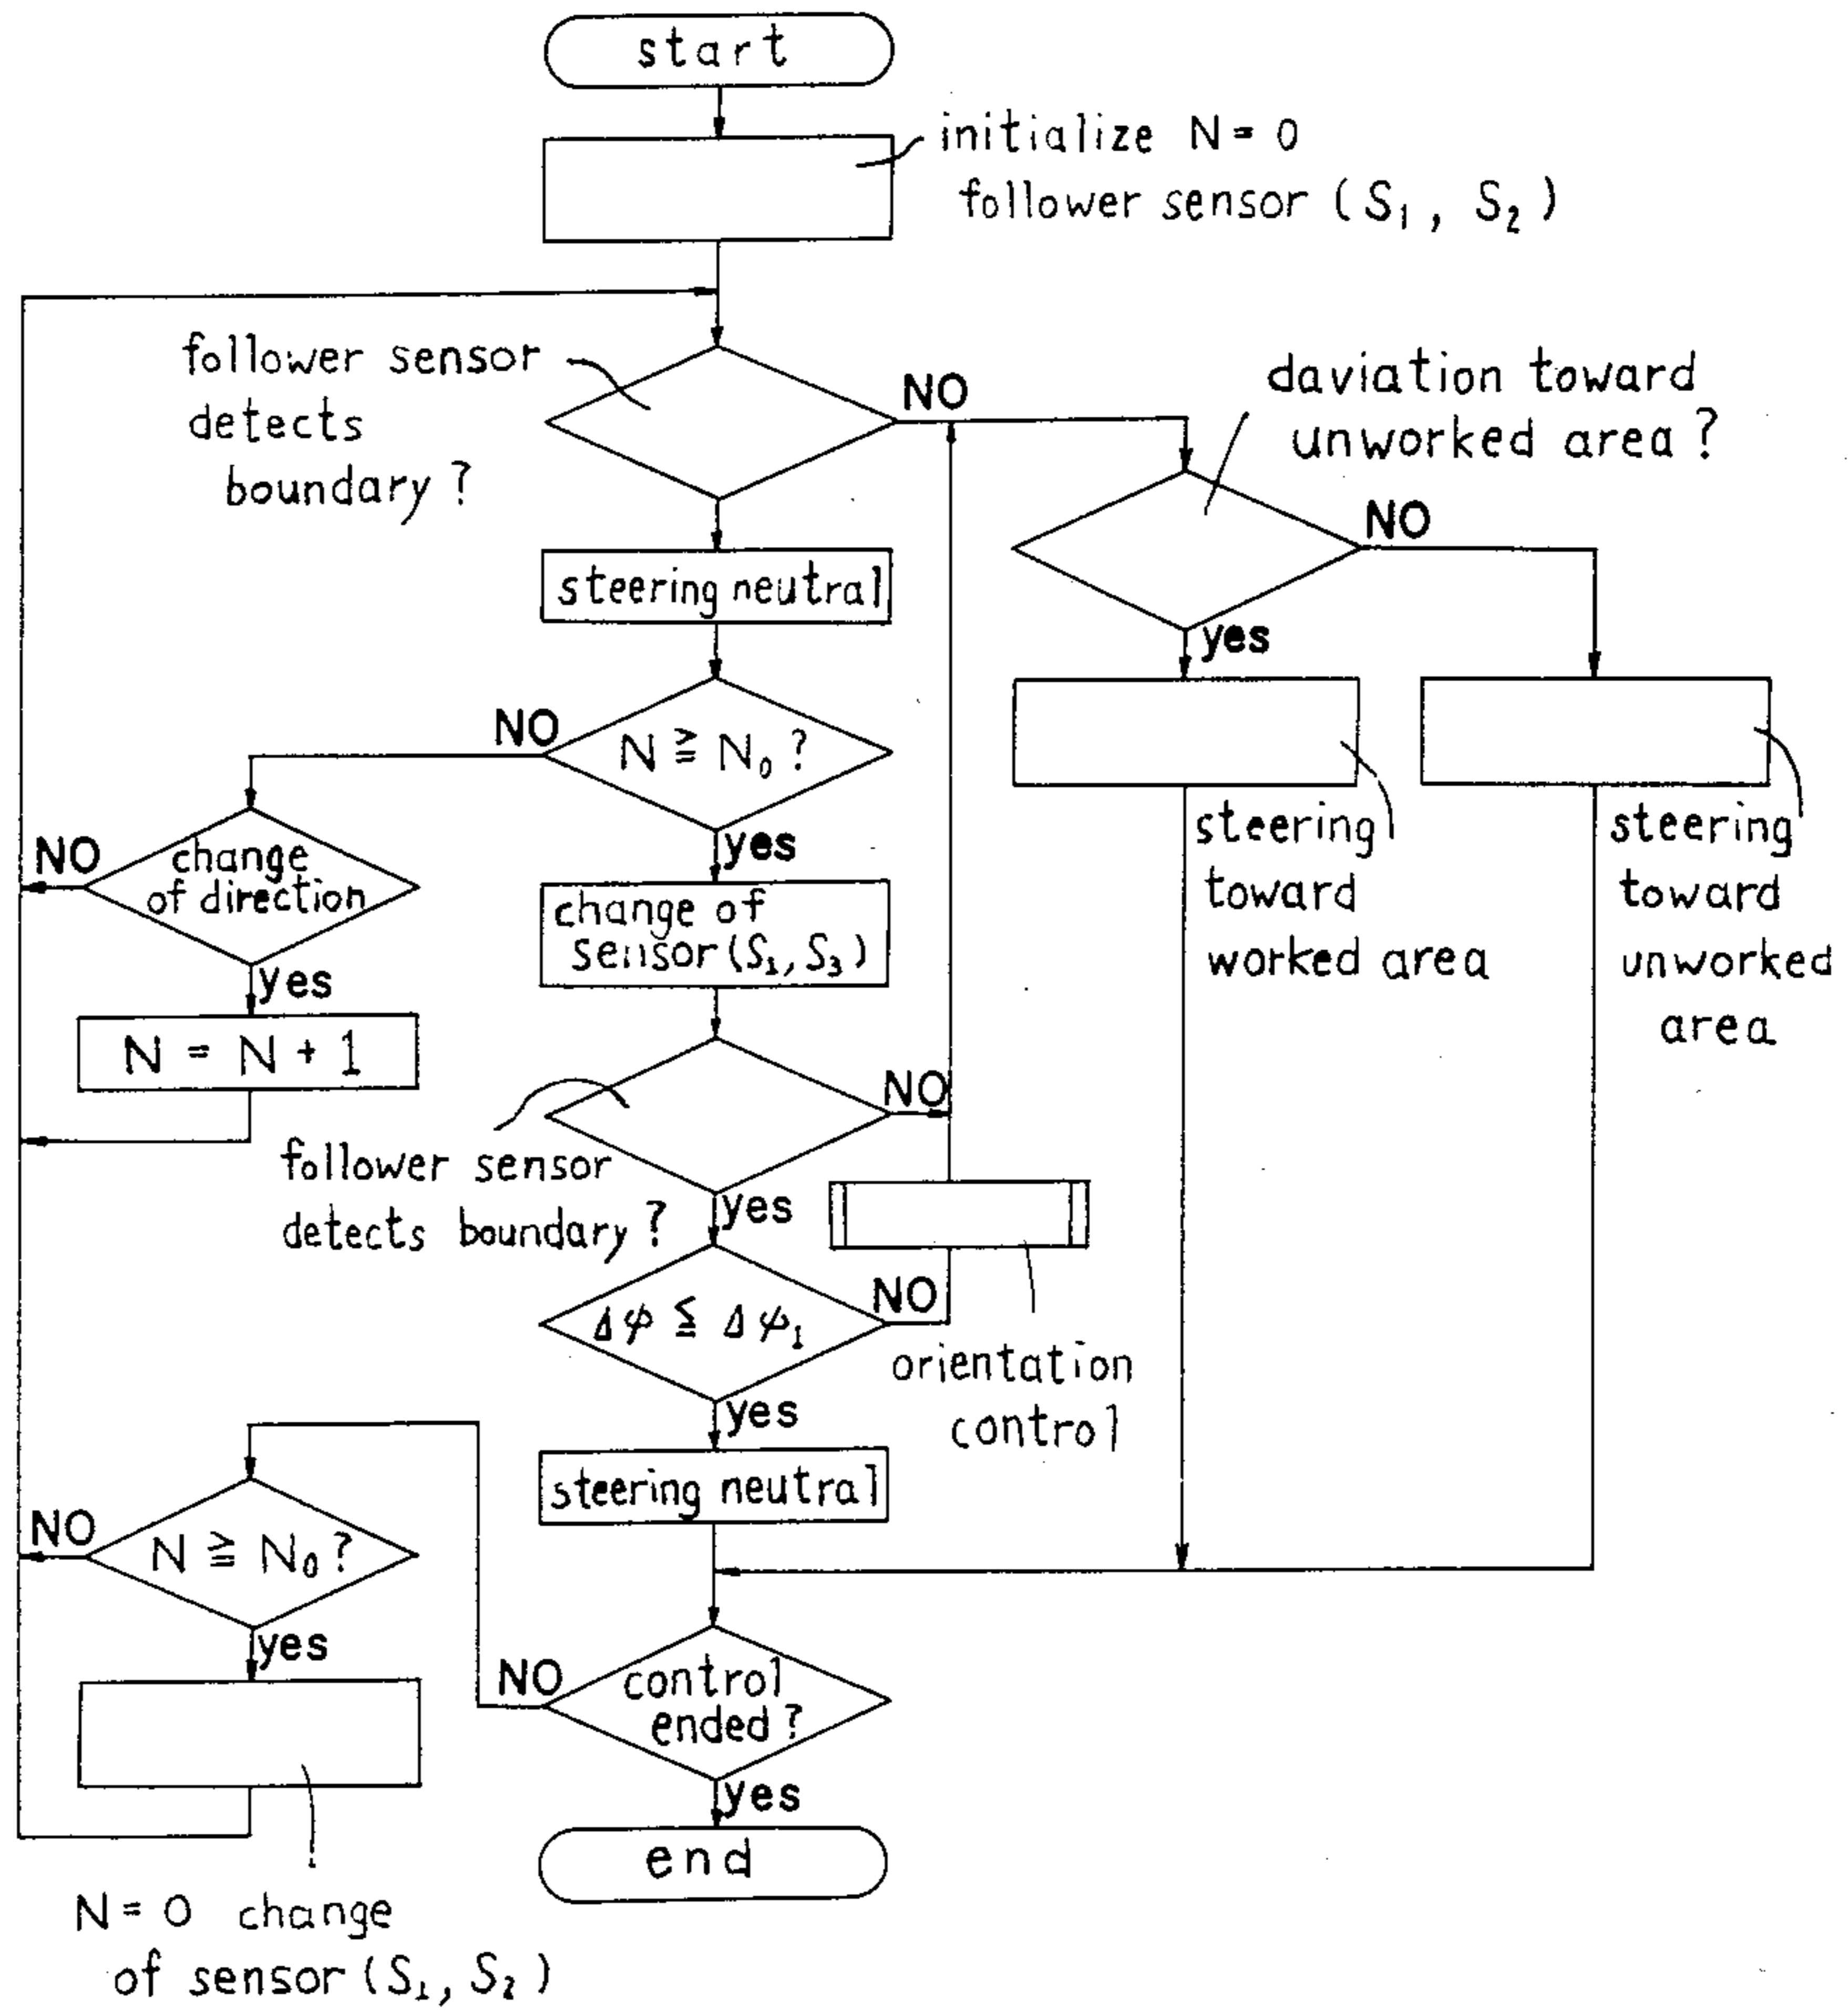 start
initialize N = 0
follower sensor (S₁, S₂)
follower sensor
detects
boundary ?
NO
daviation toward
unworked area ?
NO
steering neutral
yes
NO
N ≧ N₀ ?
yes
steering
toward
worked area
steering
toward
unworked
area
NO
change
of direction
yes
change of
sensor (S₁, S₃)
N = N + 1
NO
follower sensor
detects boundary ?
yes
NO
Δψ ≦ Δψ₁
orientation
control
yes
steering neutral
NO
N ≧ N₀ ?
yes
NO
control
ended ?
yes
end
N = 0 change
of sensor (S₁, S₂)